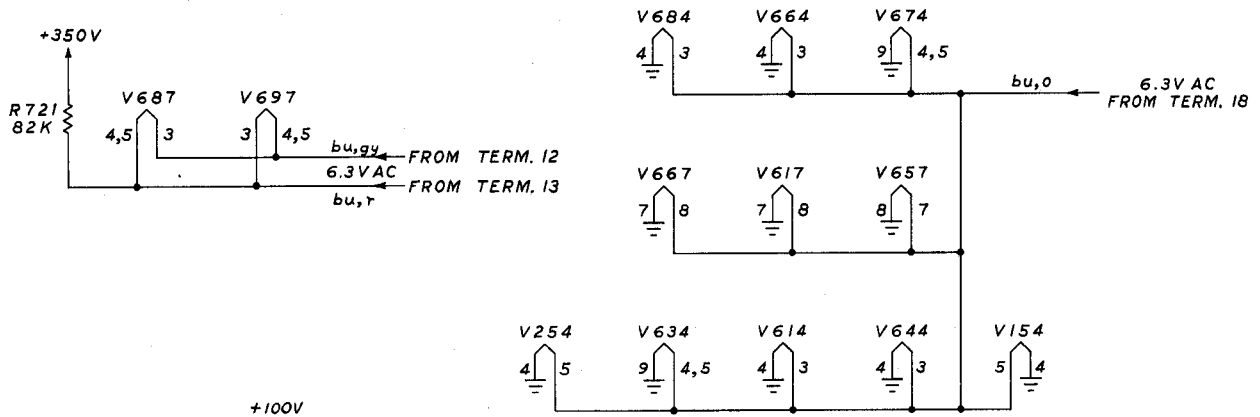 V684 V664 V674
4 3 4 3 9 4,5
+350V
bu,o 6.3V AC
FROM TERM. 18
R721
82K
V687 V697
4,5 3 3 4,5
bu,gy FROM TERM. 12
6.3V AC
FROM TERM. 13
bu,r
V667 V617 V657
7 8 7 8 8 7
V254 V634 V614 V644 V154
4 5 9 4,5 4 3 4 3 5 4
+100V